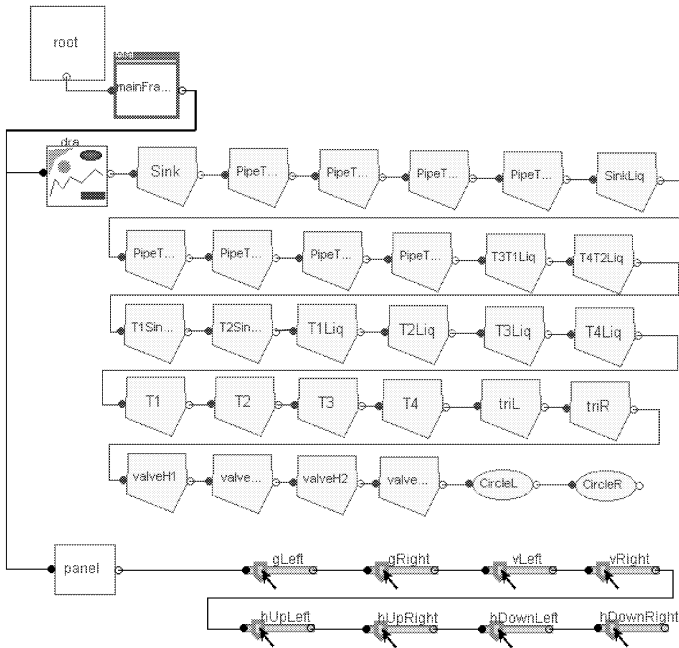 root
mainFra...
dra
Sink PipeT... PipeT... PipeT... PipeT... SinkLiq
PipeT... PipeT... PipeT... PipeT... T3T1Liq T4T2Liq
T1Sin... T2Sin... T1Liq T2Liq T3Liq T4Liq
T1 T2 T3 T4 triL triR
valveH1 valve... valveH2 valve... CircleL CircleR
panel gLeft gRight vLeft vRight
hUpLeft hUpRight hDownLeft hDownRight